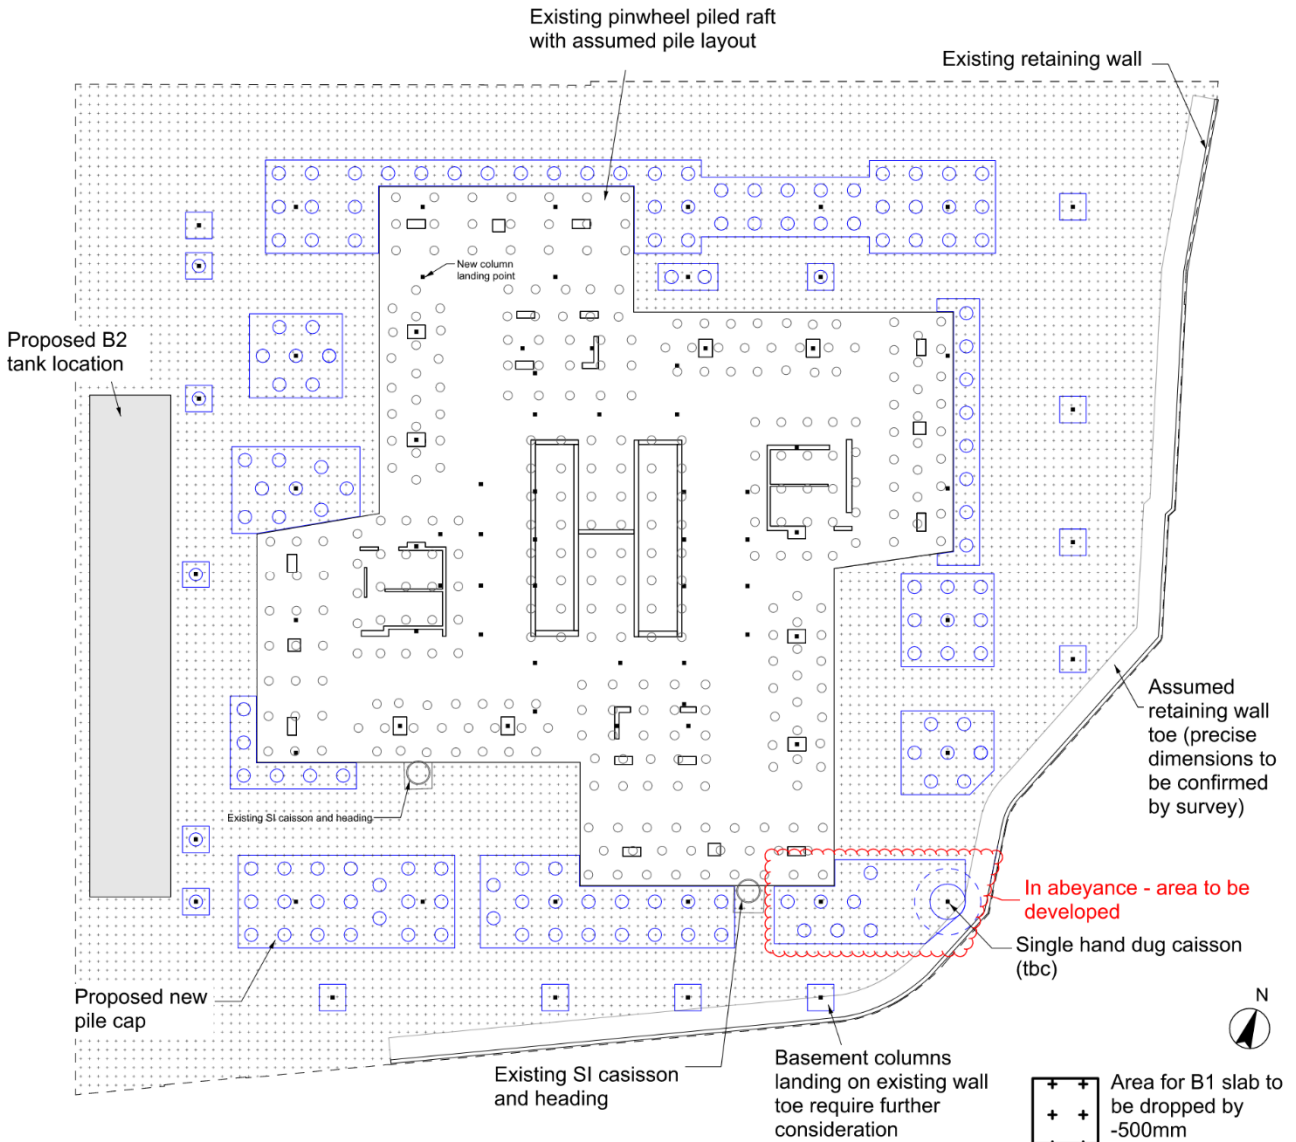 Existing pinwheel piled raft
with assumed pile layout
Existing retaining wall
New column
landing point
Proposed B2
tank location
Assumed
retaining wall
toe (precise
dimensions to
be confirmed
by survey)
Existing SI caisson and heading
In abeyance - area to be
developed
Single hand dug caisson
(tbc)
Proposed new
pile cap
N
Existing SI casisson
and heading
Basement columns
landing on existing wall
toe require further
consideration
Area for B1 slab to
be dropped by
-500mm